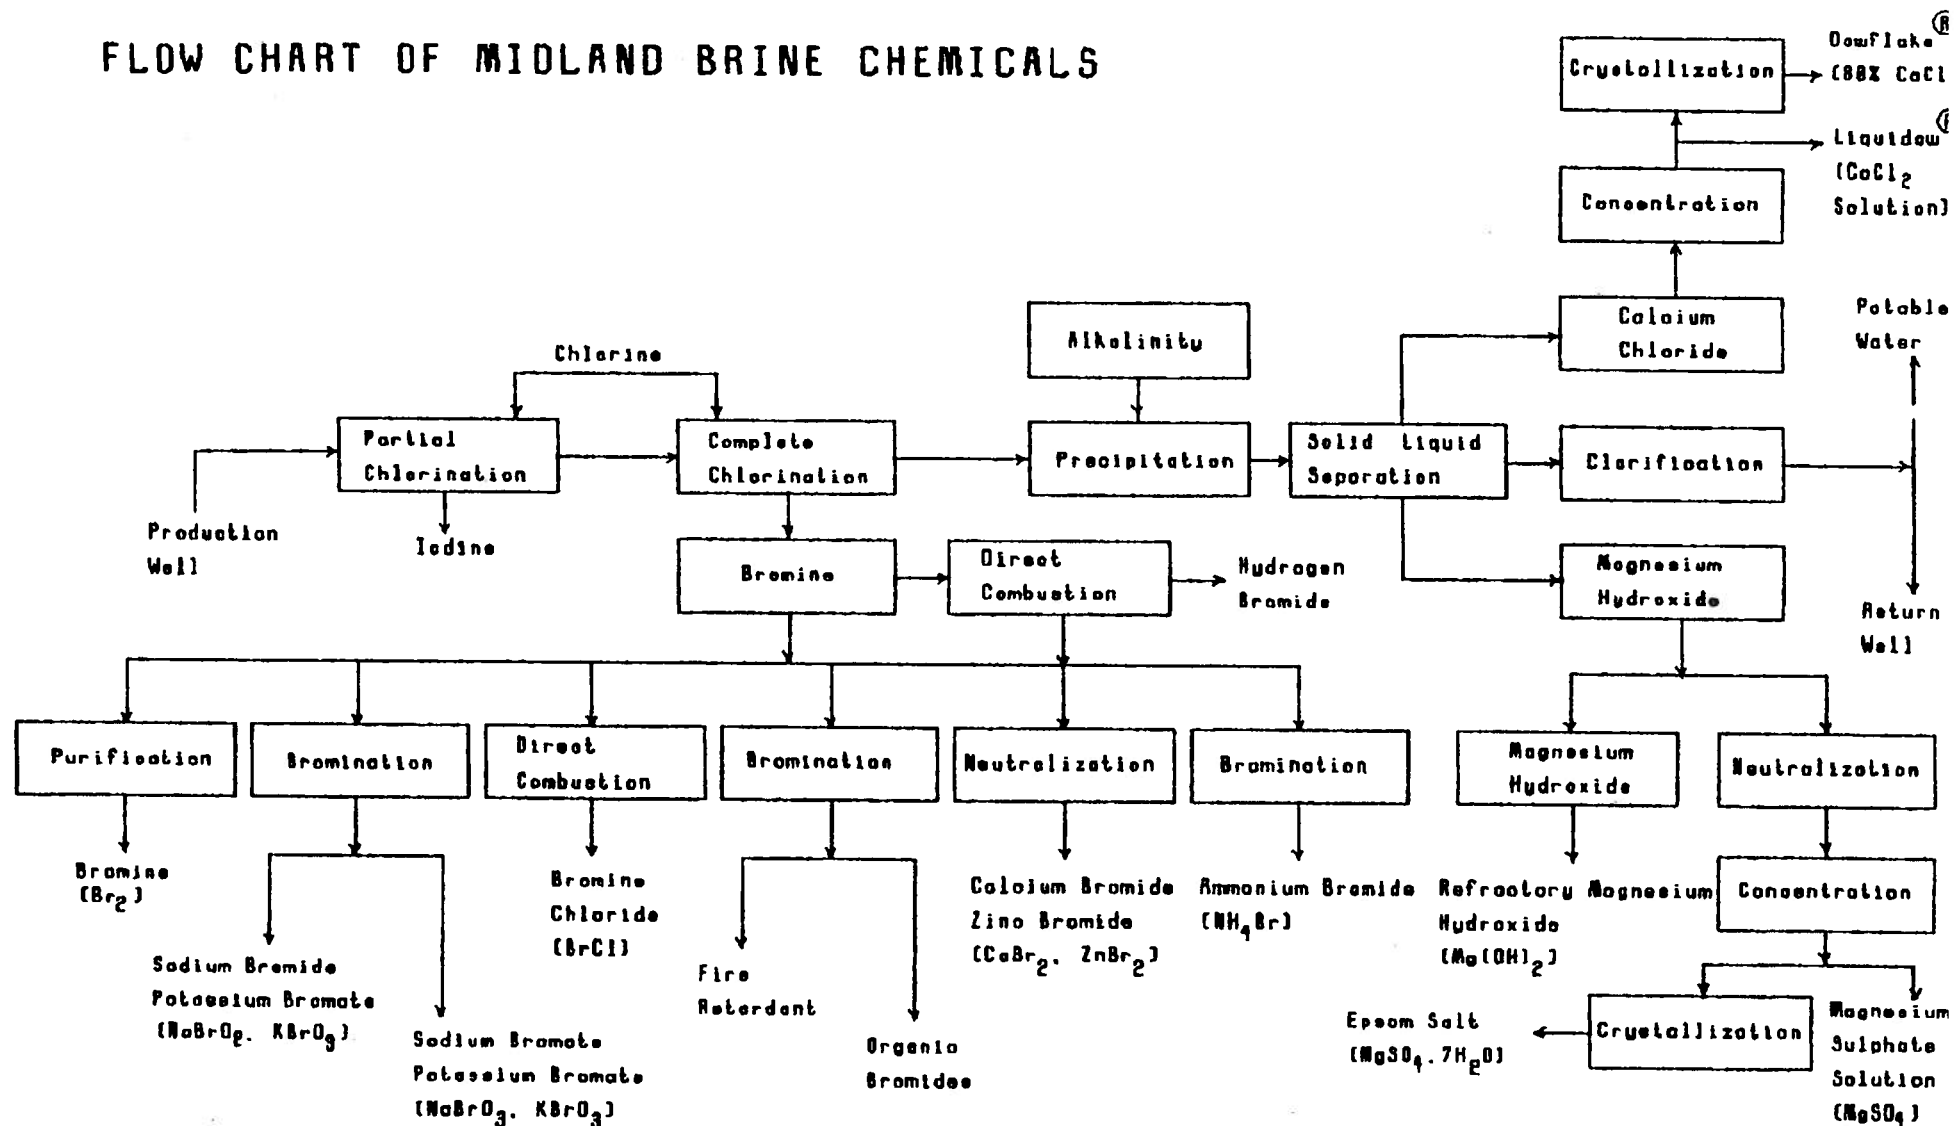 FLOW CHART OF MIDLAND BRINE CHEMICALS
Crystallization
Dowflake
(88% CaCl
Liquidow
(CaCl2
Solution)
Concentration
Calcium
Chloride
Potable
Water
Alkalinity
Chlorine
Partial
Chlorination
Complete
Chlorination
Precipitation
Solid Liquid
Separation
Clarification
Production
Well
Iodine
Bromine
Direct
Combustion
Hydrogen
Bromide
Magnesium
Hydroxide
Return
Well
Purification
Bromination
Direct
Combustion
Bromination
Neutralization
Bromination
Magnesium
Hydroxide
Neutralization
Bromine
(Br2)
Bromine
Chloride
(BrCl)
Calcium Bromide
Zinc Bromide
(CaBr2, ZnBr2)
Ammonium Bromide
(NH4Br)
Refractory Magnesium
Hydroxide
(Mg(OH)2)
Concentration
Sodium Bromide
Potassium Bromate
Fire
Retardant
Sodium Bromate
Potassium Bromate
(NaBrO3, KBrO3)
Organic
Bromides
Epsom Salt
(MgSO4.7H2O)
Crystallization
Magnesium
Sulphate
Solution
(MgSO4)